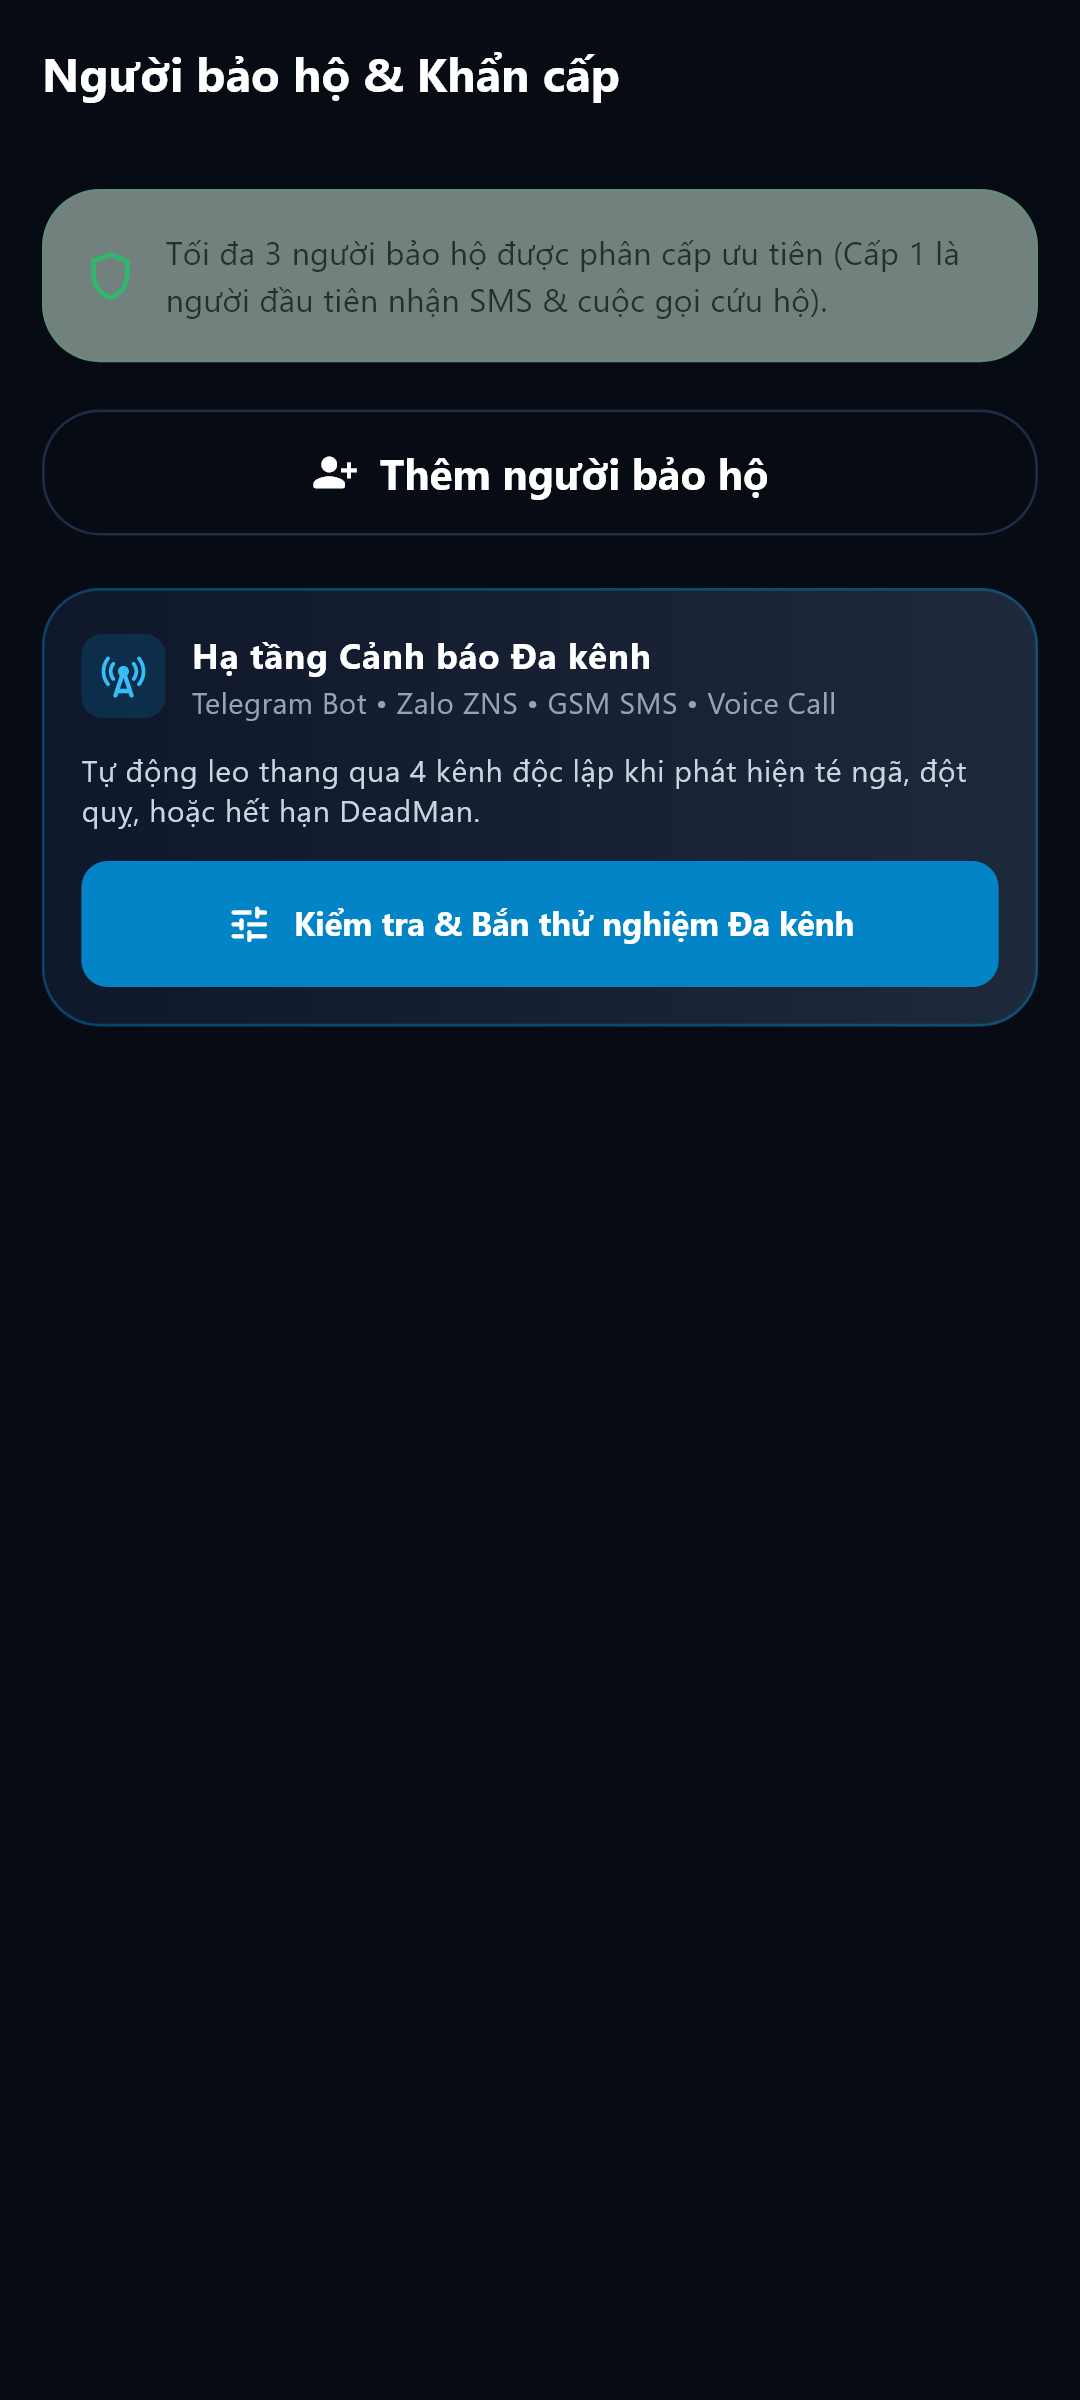 Người bảo hộ & Khẩn cấp
Tối đa 3 người bảo hộ được phân cấp ưu tiên (Cấp 1 là
người đầu tiên nhận SMS & cuộc gọi cứu hộ).
Thêm người bảo hộ
Hạ tầng Cảnh báo Đa kênh
Telegram Bot • Zalo ZNS • GSM SMS • Voice Call
Tự động leo thang qua 4 kênh độc lập khi phát hiện té ngã, đột
quỵ, hoặc hết hạn DeadMan.
Kiểm tra & Bắn thử nghiệm Đa kênh